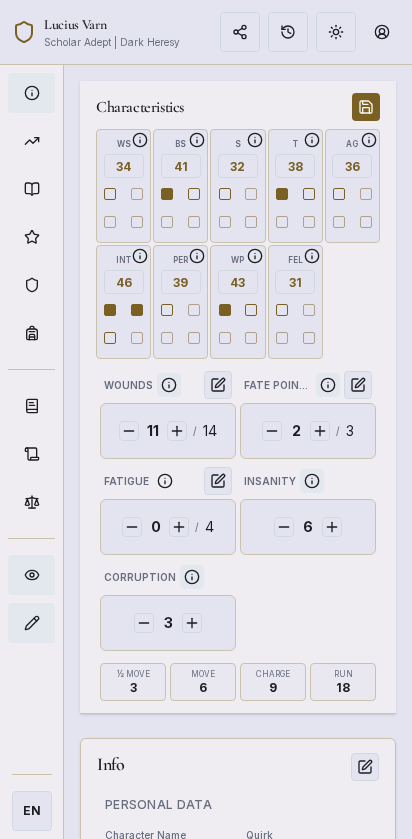 Lucius Varn
Scholar Adept | Dark Heresy
Characteristics
WS BS S T AG
34 41 32 38 36
INT PER WP FEL
46 39 43 31
WOUNDS FATE POIN...
11 / 14 2 / 3
FATIGUE INSANITY
0 / 4 6
CORRUPTION
3
½ MOVE MOVE CHARGE RUN
3 6 9 18
Info
PERSONAL DATA
Character Name Quirk
EN